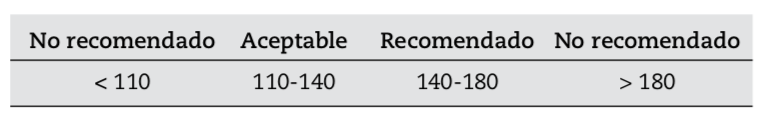 No recomendado Aceptable Recomendado No recomendado
< 110 110-140 140-180 > 180